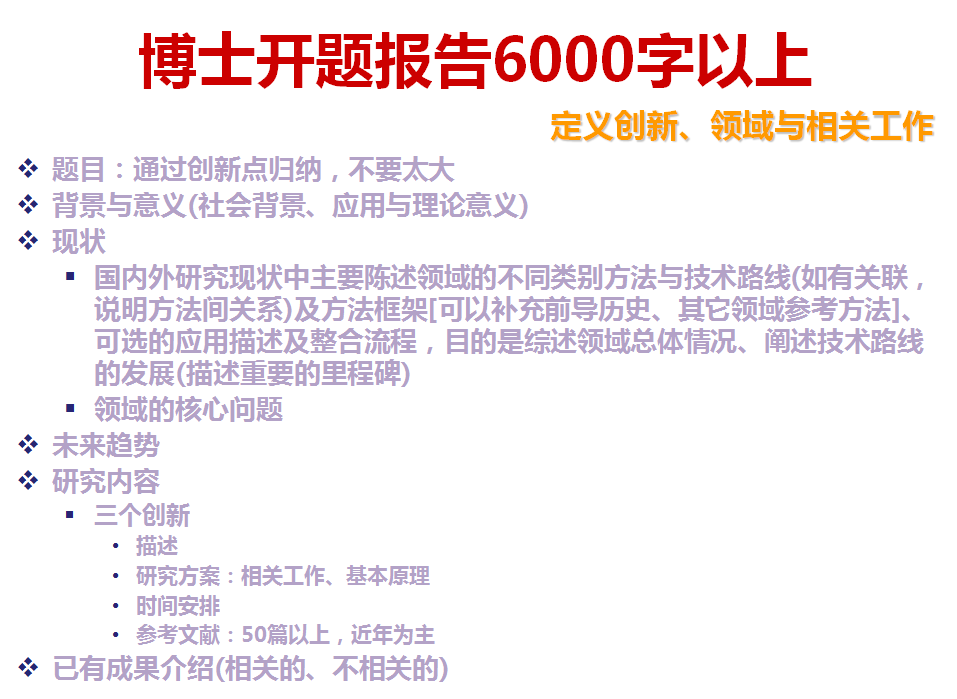 博士开题报告6000字以上
定义创新、领域与相关工作
题目：通过创新点归纳，不要太大
背景与意义(社会背景、应用与理论意义)
现状
国内外研究现状中主要陈述领域的不同类别方法与技术路线(如有关联，
说明方法间关系)及方法框架[可以补充前导历史、其它领域参考方法]、
可选的应用描述及整合流程，目的是综述领域总体情况、阐述技术路线
的发展(描述重要的里程碑)
领域的核心问题
未来趋势
研究内容
三个创新
描述
研究方案：相关工作、基本原理
时间安排
参考文献：50篇以上，近年为主
已有成果介绍(相关的、不相关的)